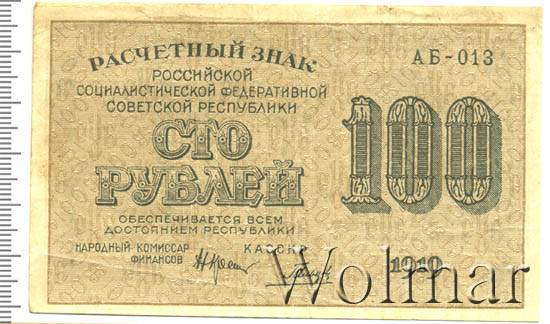 РАСЧЕТНЫЙ ЗНАК
АБ-013
РОССИЙСКОЙ
СОЦИАЛИСТИЧЕСКОЙ ФЕДЕРАТИВНОЙ
СОВЕТСКОЙ РЕСПУБЛИКИ
СТО
РУБЛЕЙ
100
ОБЕСПЕЧИВАЕТСЯ ВСЕМ
ДОСТОЯНИЕМ РЕСПУБЛИКИ
НАРОДНЫЙ КОМИССАР
ФИНАНСОВ
КАССИР
1919
Wolmar